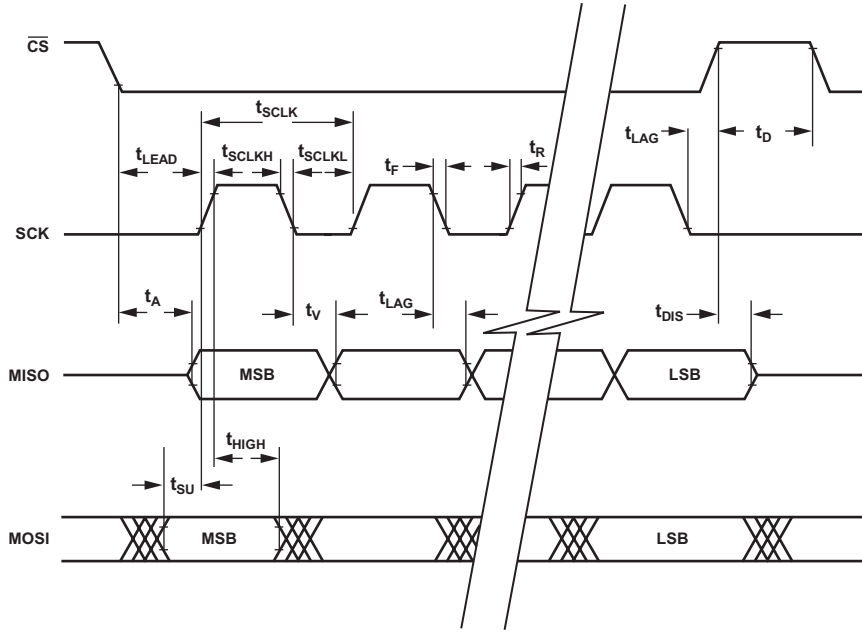 CS
tSCLK
tLEAD
tSCLKH
tSCLKL
tF
tR
tLAG
tD
SCK
tA
tV
tLAG
tDIS
MISO
MSB
LSB
tHIGH
tSU
MOSI
MSB
LSB